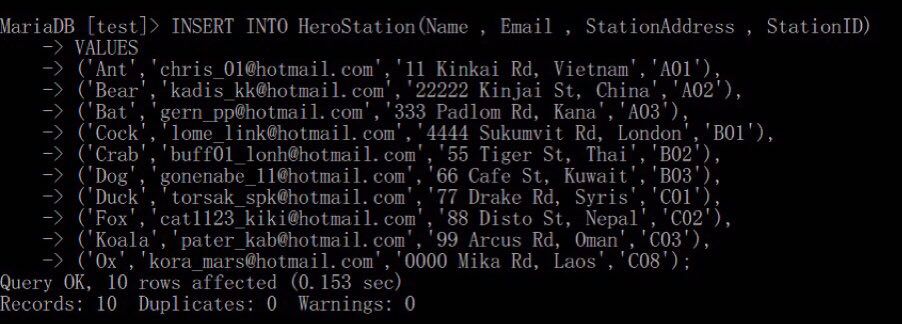 MariaDB [test]> INSERT INTO HeroStation(Name , Email , StationAddress , StationID)
-> VALUES
-> ('Ant','chris_01@hotmail.com','11 Kinkai Rd, Vietnam','A01'),
-> ('Bear','kadis_kk@hotmail.com','22222 Kinjai St, China','A02'),
-> ('Bat','gern_pp@hotmail.com','333 Padlom Rd, Kana','A03'),
-> ('Cock','lome_link@hotmail.com','4444 Sukumvit Rd, London','B01'),
-> ('Crab','buff01_lonh@hotmail.com','55 Tiger St, Thai','B02'),
-> ('Dog','gonenabe_11@hotmail.com','66 Cafe St, Kuwait','B03'),
-> ('Duck','torsak_spk@hotmail.com','77 Drake Rd, Syris','C01'),
-> ('Fox','cat1123_kiki@hotmail.com','88 Disto St, Nepal','C02'),
-> ('Koala','pater_kab@hotmail.com','99 Arcus Rd, Oman','C03'),
-> ('Ox','kora_mars@hotmail.com','0000 Mika Rd, Laos','C08');
Query OK, 10 rows affected (0.153 sec)
Records: 10  Duplicates: 0  Warnings: 0